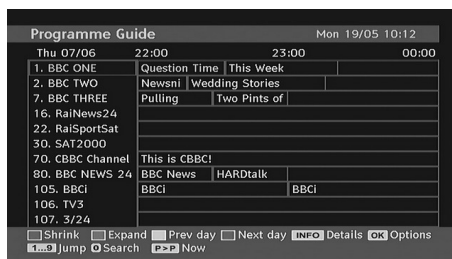 Programme Guide Mon 19/05 10:12
Thu 07/06 22:00 23:00 00:00
1. BBC ONE Question Time This Week
2. BBC TWO Newsni Wedding Stories
7. BBC THREE Pulling Two Pints of
16. RaiNews24
22. RaiSportSat
30. SAT2000
70. CBBC Channel This is CBBC!
80. BBC NEWS 24 BBC News HARDtalk
105. BBCi BBCi BBCi
106. TV3
107. 3/24
Shrink Expand Prev day Next day INFO Details OK Options
1...9 Jump 0 Search P>P Now